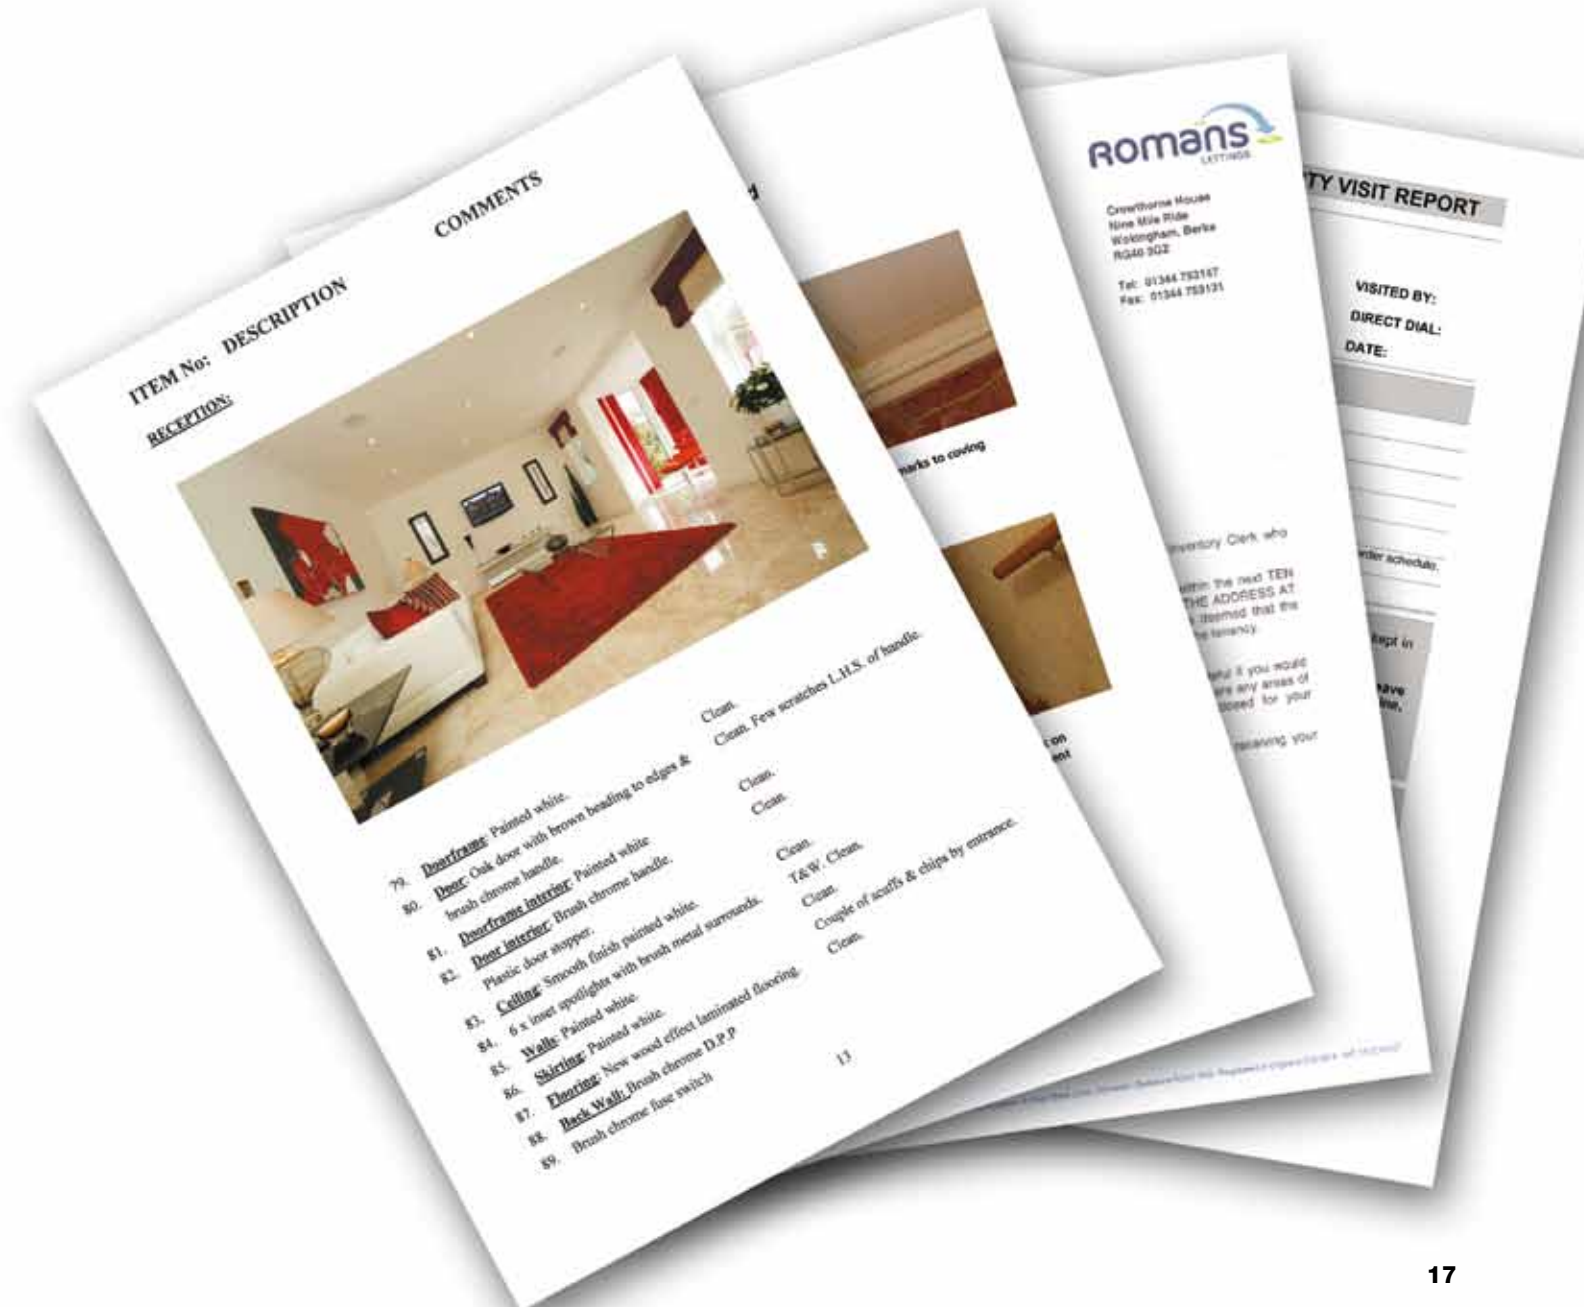 COMMENTS
ITEM No: DESCRIPTION
RECEPTION:
79. Doorframe: Painted white.
Clean.
80. Door: Oak door with brown beading to edges &
brush chrome handle.
Clean. Few scratches L.H.S. of handle.
81. Doorframe interior: Painted white
Clean.
82. Door interior: Brush chrome handle.
Plastic door stopper.
Clean.
83. Ceiling: Smooth finish painted white.
Clean.
84. 6 x inset spotlights with brush metal surrounds.
T&W. Clean.
85. Walls: Painted white.
Clean.
86. Skirting: Painted white.
Couple of scuffs & chips by entrance.
87. Flooring: New wood effect laminated flooring.
Clean.
88. Back Wall: Brush chrome D.P.P
89. Brush chrome fuse switch
13
d
marks to coving
on
ent
Romans
LETTINGS
Crowthorne House
Nine Mile Ride
Wokingham, Berks
RG40 3GZ
Tel: 01344 753147
Fax: 01344 753131
Inventory Clerk who
within the next TEN
THE ADDRESS AT
deemed that the
tenancy.
if you would
any areas of
for your
receiving your
TY VISIT REPORT
VISITED BY:
DIRECT DIAL:
DATE:
order schedule.
kept in
17